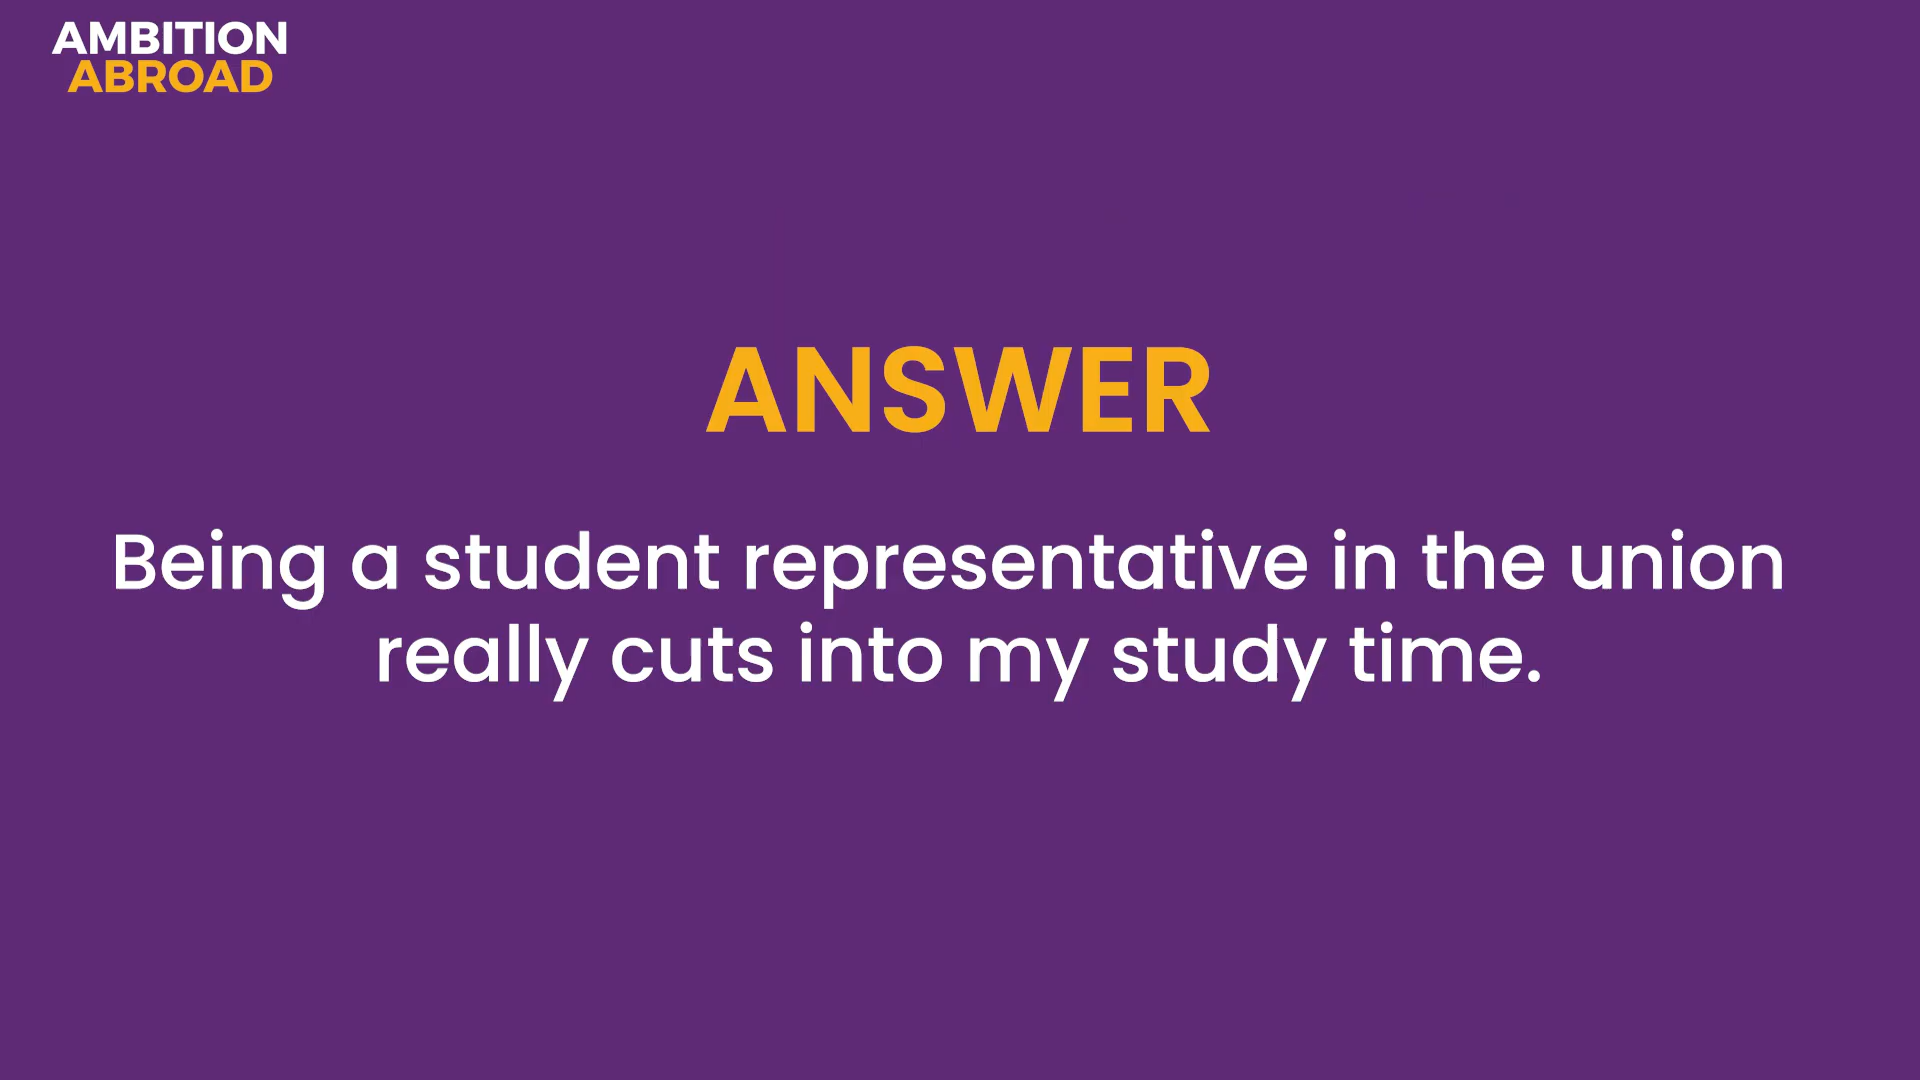 AMBITION
ABROAD
ANSWER
Being a student representative in the union
really cuts into my study time.